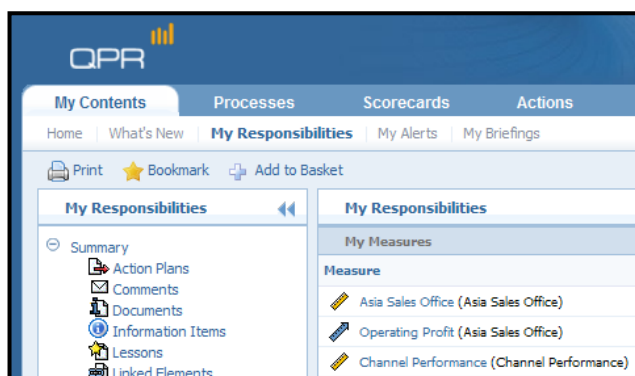 QPR
My Contents Processes Scorecards Actions
Home What's New My Responsibilities My Alerts My Briefings
Print Bookmark Add to Basket
My Responsibilities
Summary
Action Plans
Comments
Documents
Information Items
Lessons
Linked Elements
My Responsibilities
My Measures
Measure
Asia Sales Office (Asia Sales Office)
Operating Profit (Asia Sales Office)
Channel Performance (Channel Performance)